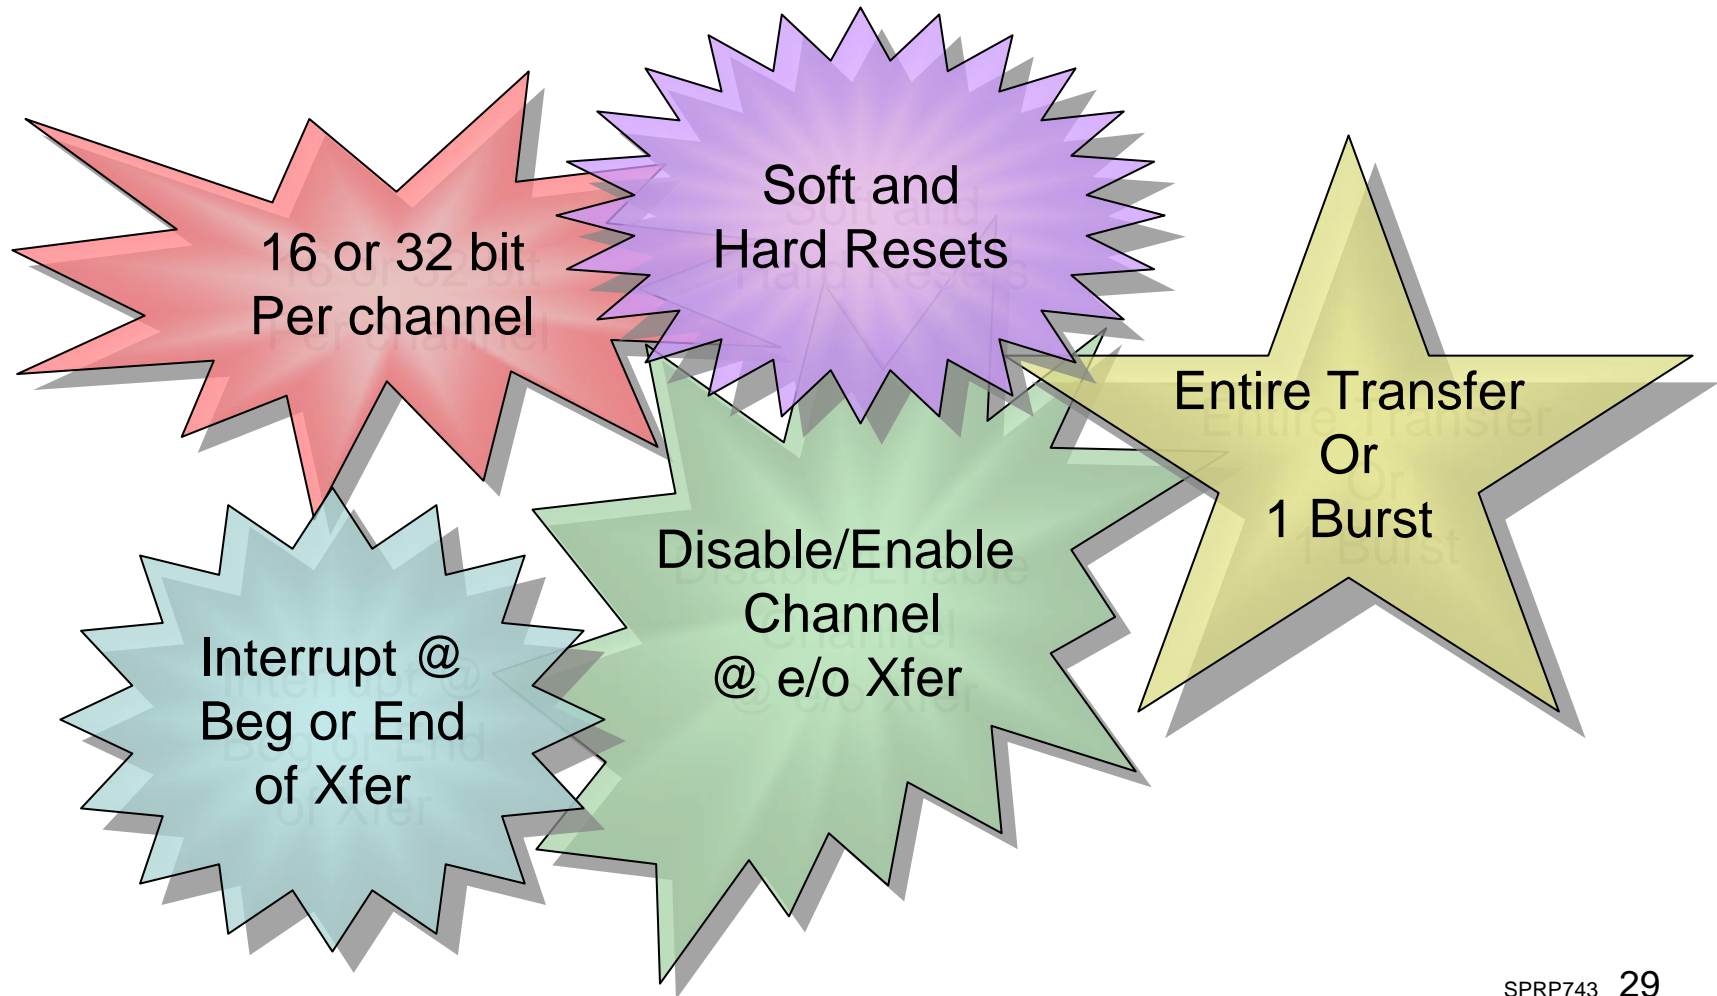 Soft and
Hard Resets
16 or 32 bit
Per channel
Entire Transfer
Or
1 Burst
Disable/Enable
Channel
@ e/o Xfer
Interrupt @
Beg or End
of Xfer
SPRP743 29